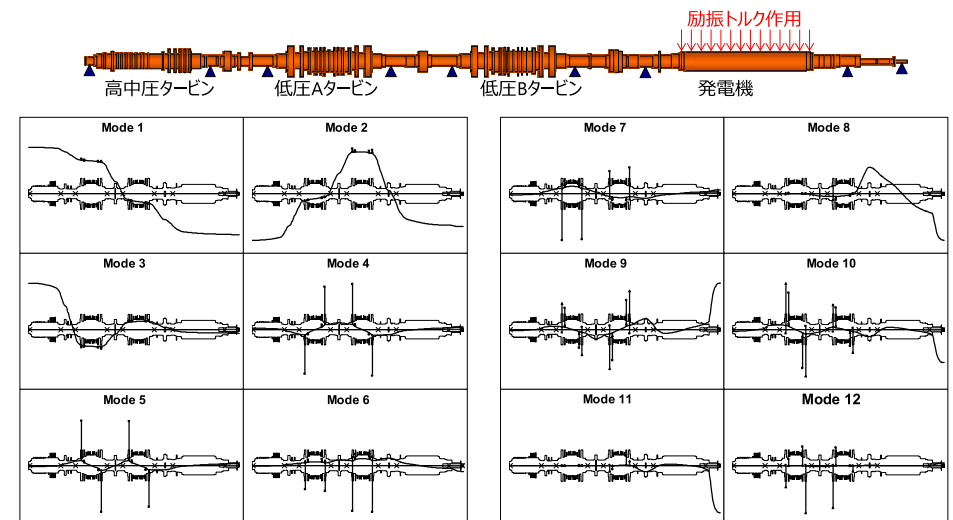 励振トルク作用
高中圧タービン 低圧Aタービン 低圧Bタービン 発電機
Mode 1 Mode 2 Mode 7 Mode 8
Mode 3 Mode 4 Mode 9 Mode 10
Mode 5 Mode 6 Mode 11 Mode 12